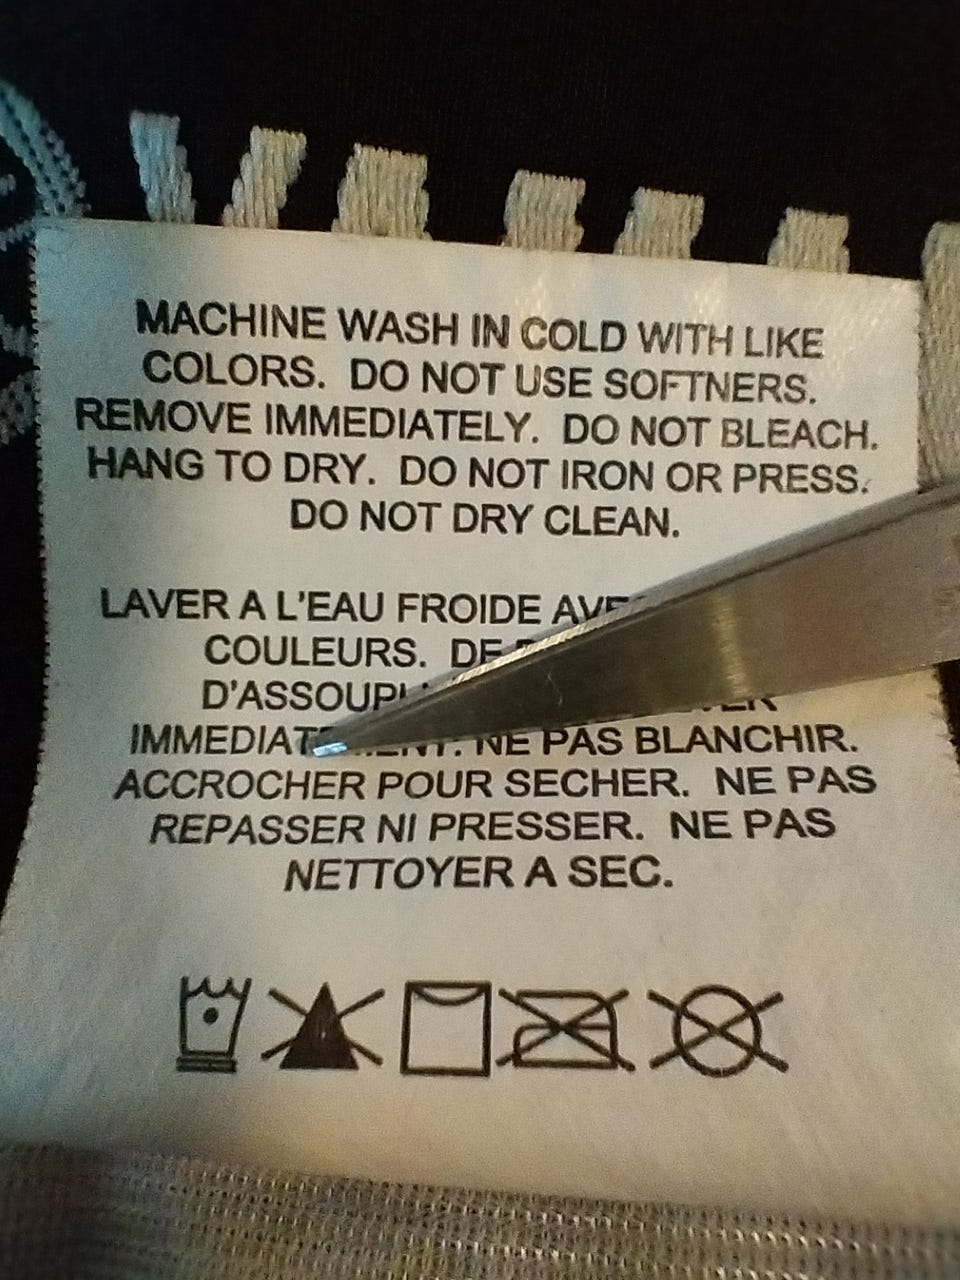 MACHINE WASH IN COLD WITH LIKE
COLORS. DO NOT USE SOFTNERS.
REMOVE IMMEDIATELY. DO NOT BLEACH.
HANG TO DRY. DO NOT IRON OR PRESS.
DO NOT DRY CLEAN.
LAVER A L'EAU FROIDE
COULEURS.
NE PAS BLANCHIR.
ACCROCHER POUR SECHER. NE PAS
REPASSER NI PRESSER. NE PAS
NETTOYER A SEC.